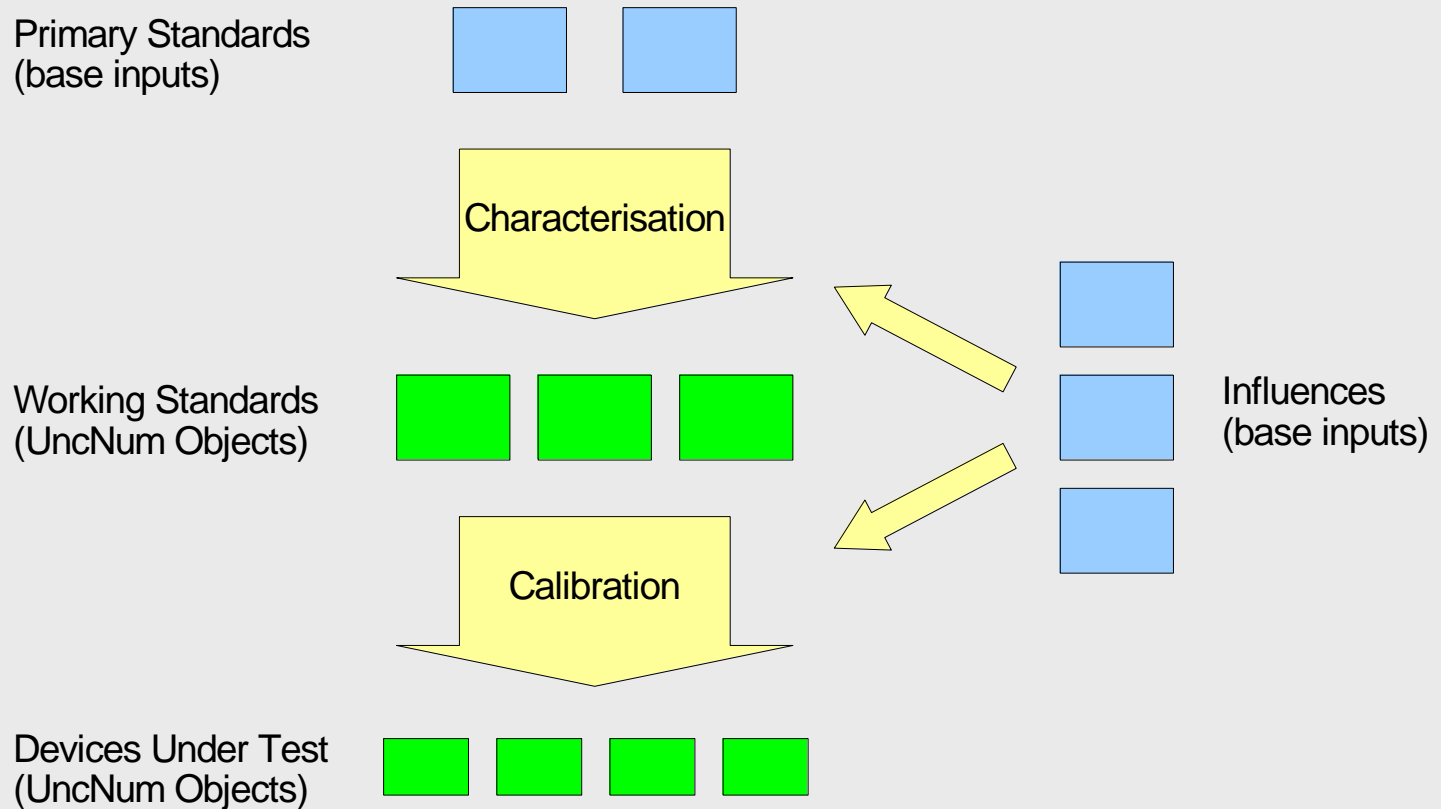 Primary Standards
(base inputs)
Characterisation
Working Standards
(UncNum Objects)
Influences
(base inputs)
Calibration
Devices Under Test
(UncNum Objects)